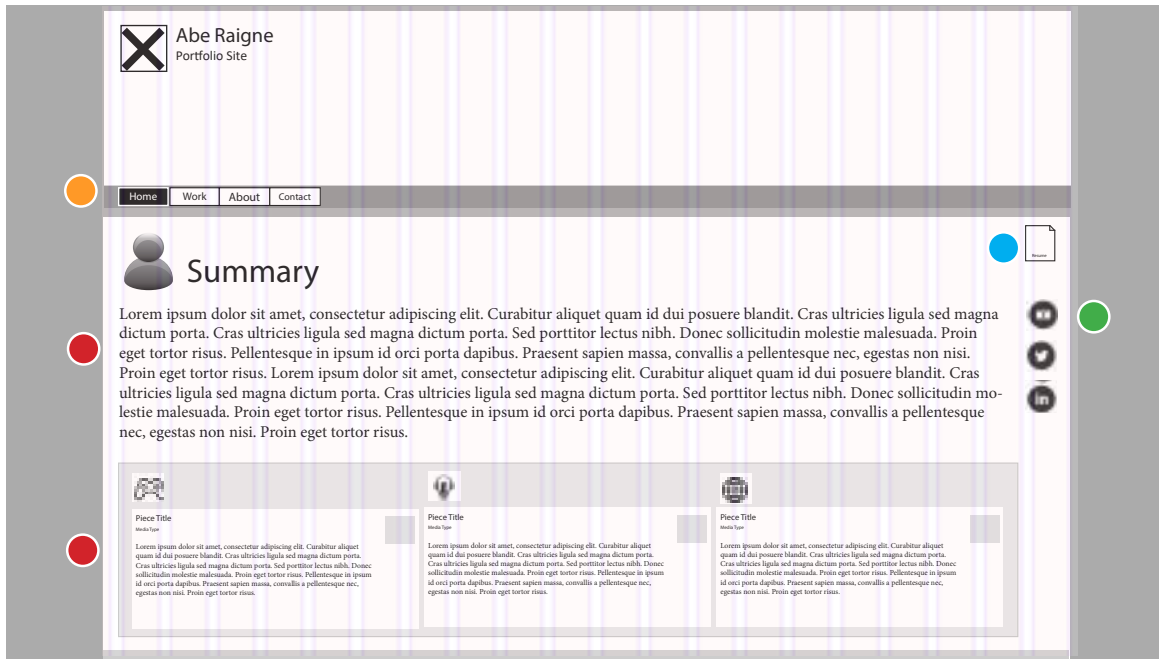 Abe Raigne
Portfolio Site
Home Work About Contact
Resume
Summary
Lorem ipsum dolor sit amet, consectetur adipiscing elit. Curabitur aliquet quam id dui posuere blandit. Cras ultricies ligula sed magna
dictum porta. Cras ultricies ligula sed magna dictum porta. Sed porttitor lectus nibh. Donec sollicitudin molestie malesuada. Proin
eget tortor risus. Pellentesque in ipsum id orci porta dapibus. Praesent sapien massa, convallis a pellentesque nec, egestas non nisi.
Proin eget tortor risus. Lorem ipsum dolor sit amet, consectetur adipiscing elit. Curabitur aliquet quam id dui posuere blandit. Cras
ultricies ligula sed magna dictum porta. Cras ultricies ligula sed magna dictum porta. Sed porttitor lectus nibh. Donec sollicitudin mo-
lestie malesuada. Proin eget tortor risus. Pellentesque in ipsum id orci porta dapibus. Praesent sapien massa, convallis a pellentesque
nec, egestas non nisi. Proin eget tortor risus.
in
Piece Title
Media Type
Lorem ipsum dolor sit amet, consectetur adipiscing elit. Curabitur aliquet
quam id dui posuere blandit. Cras ultricies ligula sed magna dictum porta.
Cras ultricies ligula sed magna dictum porta. Sed porttitor lectus nibh. Donec
sollicitudin molestie malesuada. Proin eget tortor risus. Pellentesque in ipsum
id orci porta dapibus. Praesent sapien massa, convallis a pellentesque nec,
egestas non nisi. Proin eget tortor risus.
Piece Title
Media Type
Lorem ipsum dolor sit amet, consectetur adipiscing elit. Curabitur aliquet
quam id dui posuere blandit. Cras ultricies ligula sed magna dictum porta.
Cras ultricies ligula sed magna dictum porta. Sed porttitor lectus nibh. Donec
sollicitudin molestie malesuada. Proin eget tortor risus. Pellentesque in ipsum
id orci porta dapibus. Praesent sapien massa, convallis a pellentesque nec,
egestas non nisi. Proin eget tortor risus.
Piece Title
Media Type
Lorem ipsum dolor sit amet, consectetur adipiscing elit. Curabitur aliquet
quam id dui posuere blandit. Cras ultricies ligula sed magna dictum porta.
Cras ultricies ligula sed magna dictum porta. Sed porttitor lectus nibh. Donec
sollicitudin molestie malesuada. Proin eget tortor risus. Pellentesque in ipsum
id orci porta dapibus. Praesent sapien massa, convallis a pellentesque nec,
egestas non nisi. Proin eget tortor risus.